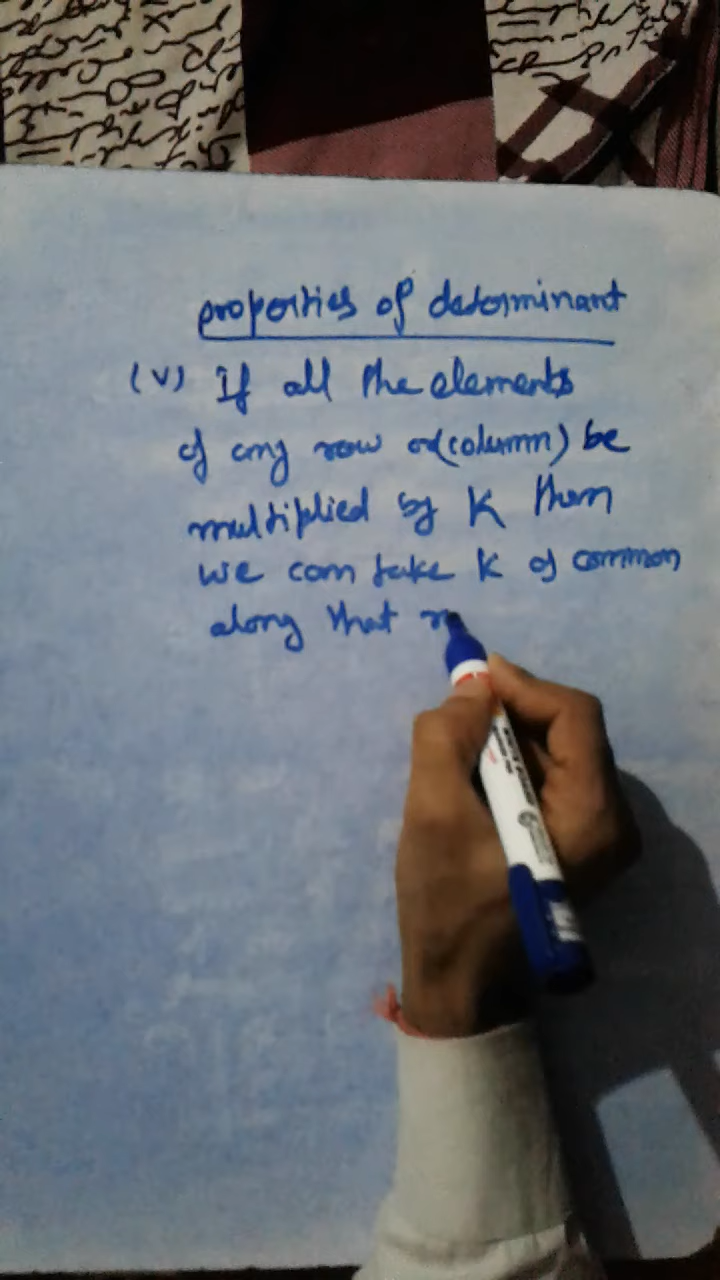 properties of determinant
(V) If all the elements
of any row or(column) be
multiplied by K then
we can take K of common
along that r